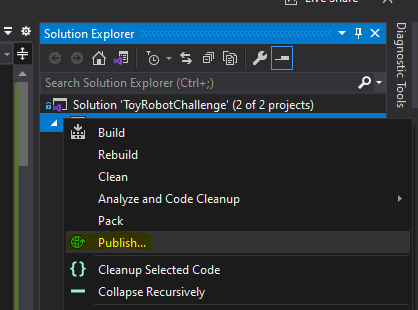 Live Share
Solution Explorer
Search Solution Explorer (Ctrl+;)
Solution 'ToyRobotChallenge' (2 of 2 projects)
Build
Rebuild
Clean
Analyze and Code Cleanup
Pack
Publish...
Cleanup Selected Code
Collapse Recursively
Diagnostic Tools